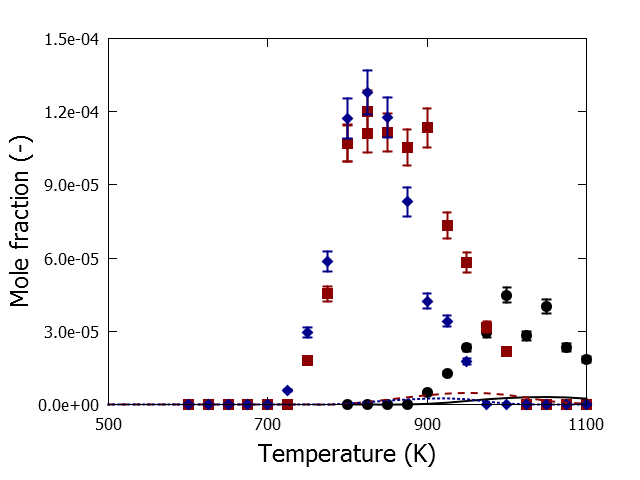 1.5e-04
1.2e-04
9.0e-05
6.0e-05
3.0e-05
0.0e+00
Mole fraction (-)
500 700 900 1100
Temperature (K)